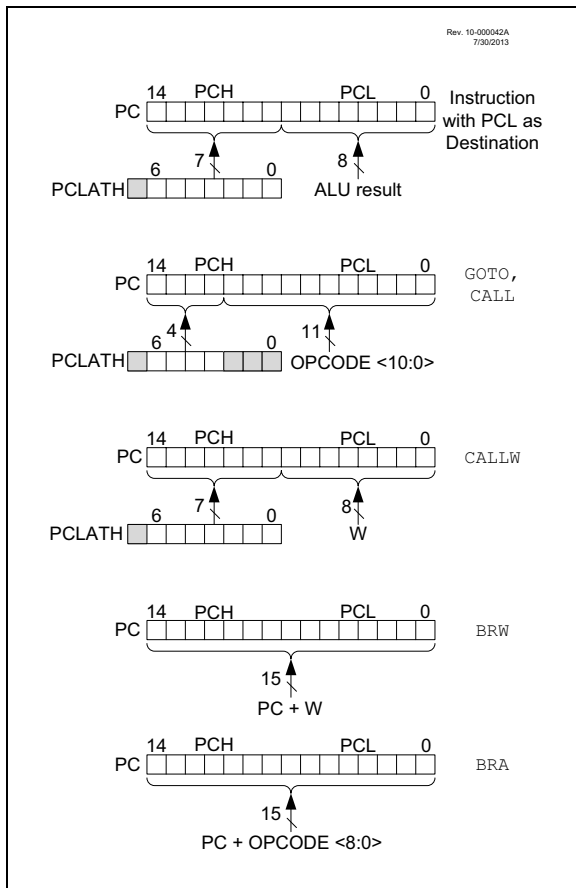 Rev. 10-000042A
7/30/2013
14 PCH PCL 0
PC
Instruction
with PCL as
Destination
7 8
6 0
PCLATH
ALU result
14 PCH PCL 0
PC
GOTO,
CALL
4 11
6 0
PCLATH
OPCODE <10:0>
14 PCH PCL 0
PC
CALLW
7 8
6 0
PCLATH
W
14 PCH PCL 0
PC
BRW
15
PC + W
14 PCH PCL 0
PC
BRA
15
PC + OPCODE <8:0>